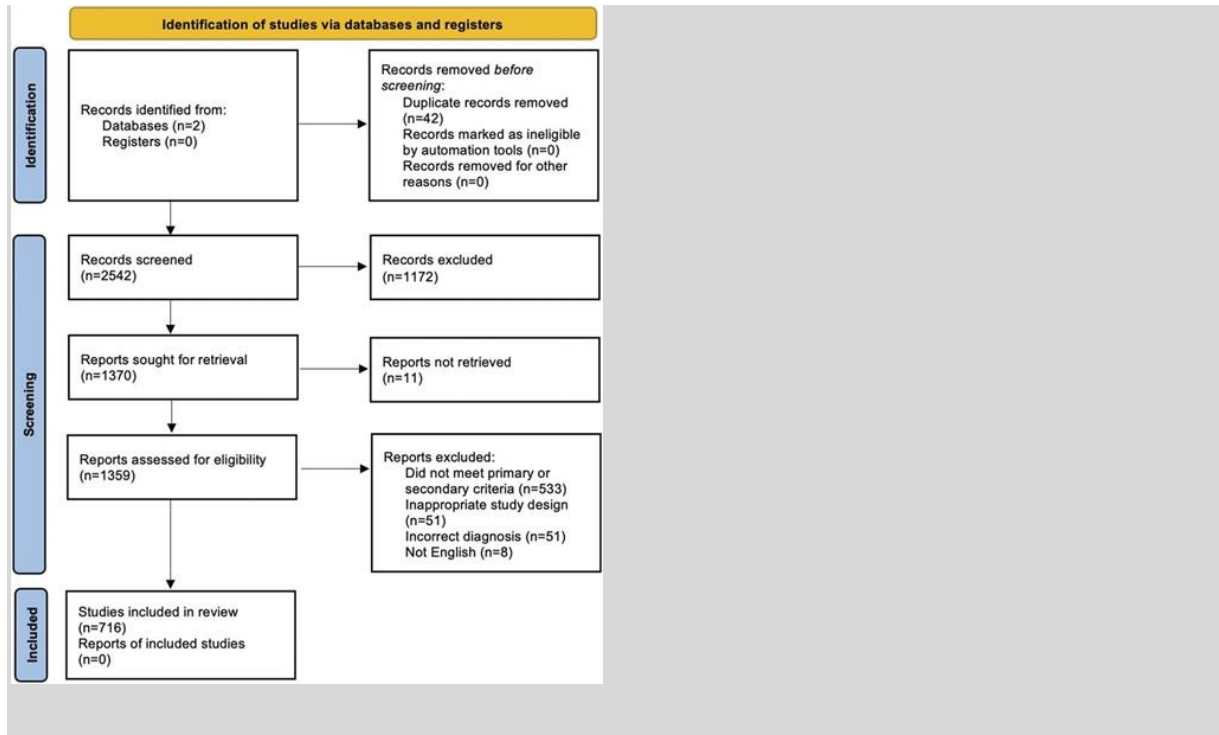 Identification of studies via databases and registers
Identification
Records identified from:
Databases (n=2)
Registers (n=0)
Records removed before
screening:
Duplicate records removed
(n=42)
Records marked as ineligible
by automation tools (n=0)
Records removed for other
reasons (n=0)
Screening
Records screened
(n=2542)
Records excluded
(n=1172)
Reports sought for retrieval
(n=1370)
Reports not retrieved
(n=11)
Reports assessed for eligibility
(n=1359)
Reports excluded:
Did not meet primary or
secondary criteria (n=533)
Inappropriate study design
(n=51)
Incorrect diagnosis (n=51)
Not English (n=8)
Included
Studies included in review
(n=716)
Reports of included studies
(n=0)